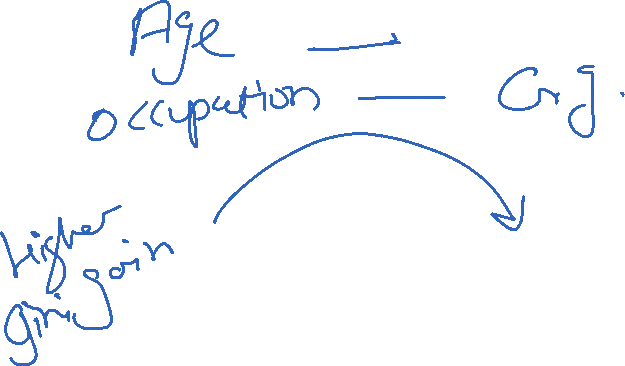 Age —
occupation — G.g.
Higher
gini gain